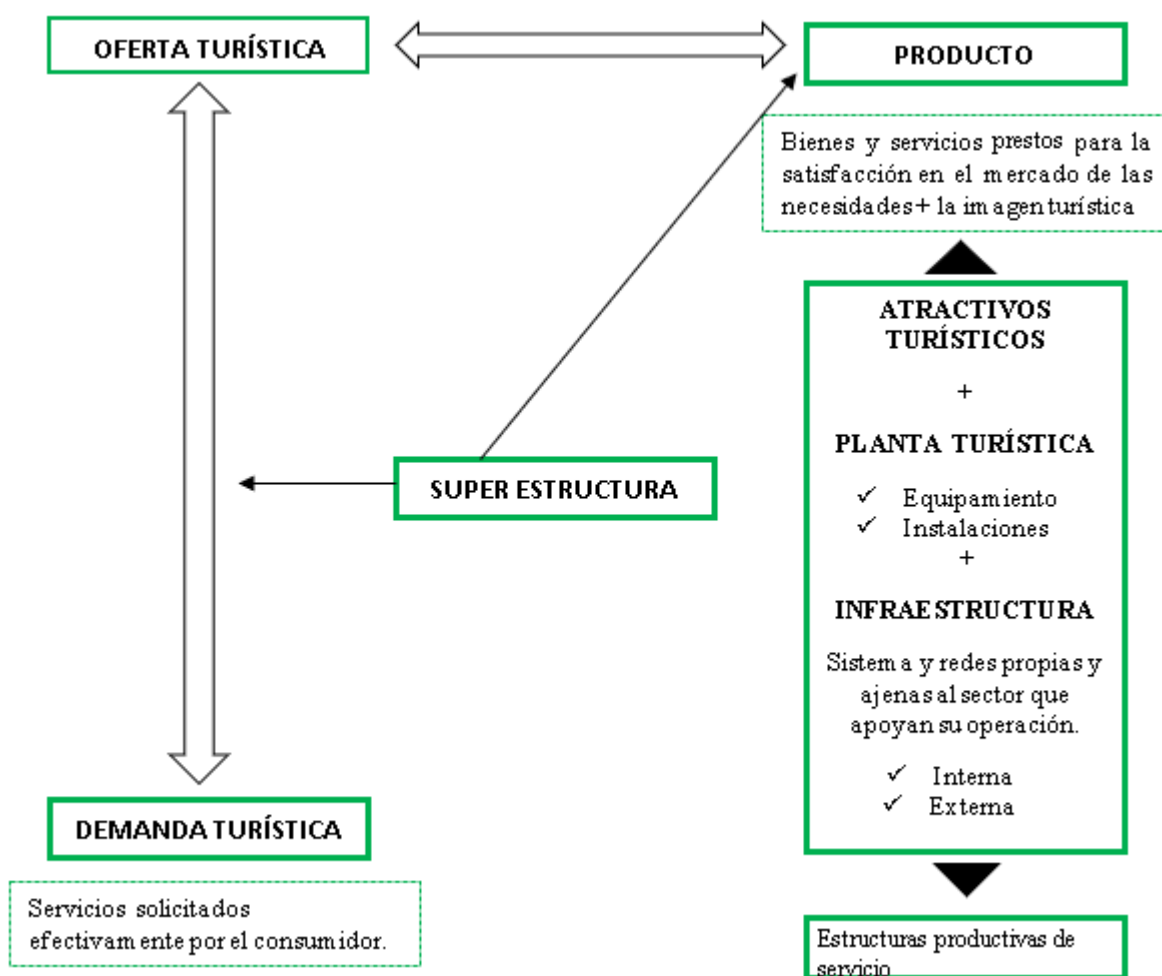 OFERTA TURÍSTICA
PRODUCTO
Bienes y servicios prestos para la
satisfacción en el mercado de las
necesidades+ la imagen turística
ATRACTIVOS
TURÍSTICOS
+
PLANTA TURÍSTICA
✓ Equipamiento
✓ Instalaciones
+
INFRAESTRUCTURA
Sistema y redes propias y
ajenas al sector que
apoyan su operación.
✓ Interna
✓ Externa
SUPER ESTRUCTURA
DEMANDA TURÍSTICA
Servicios solicitados
efectivamente por el consumidor.
Estructuras productivas de
servicio